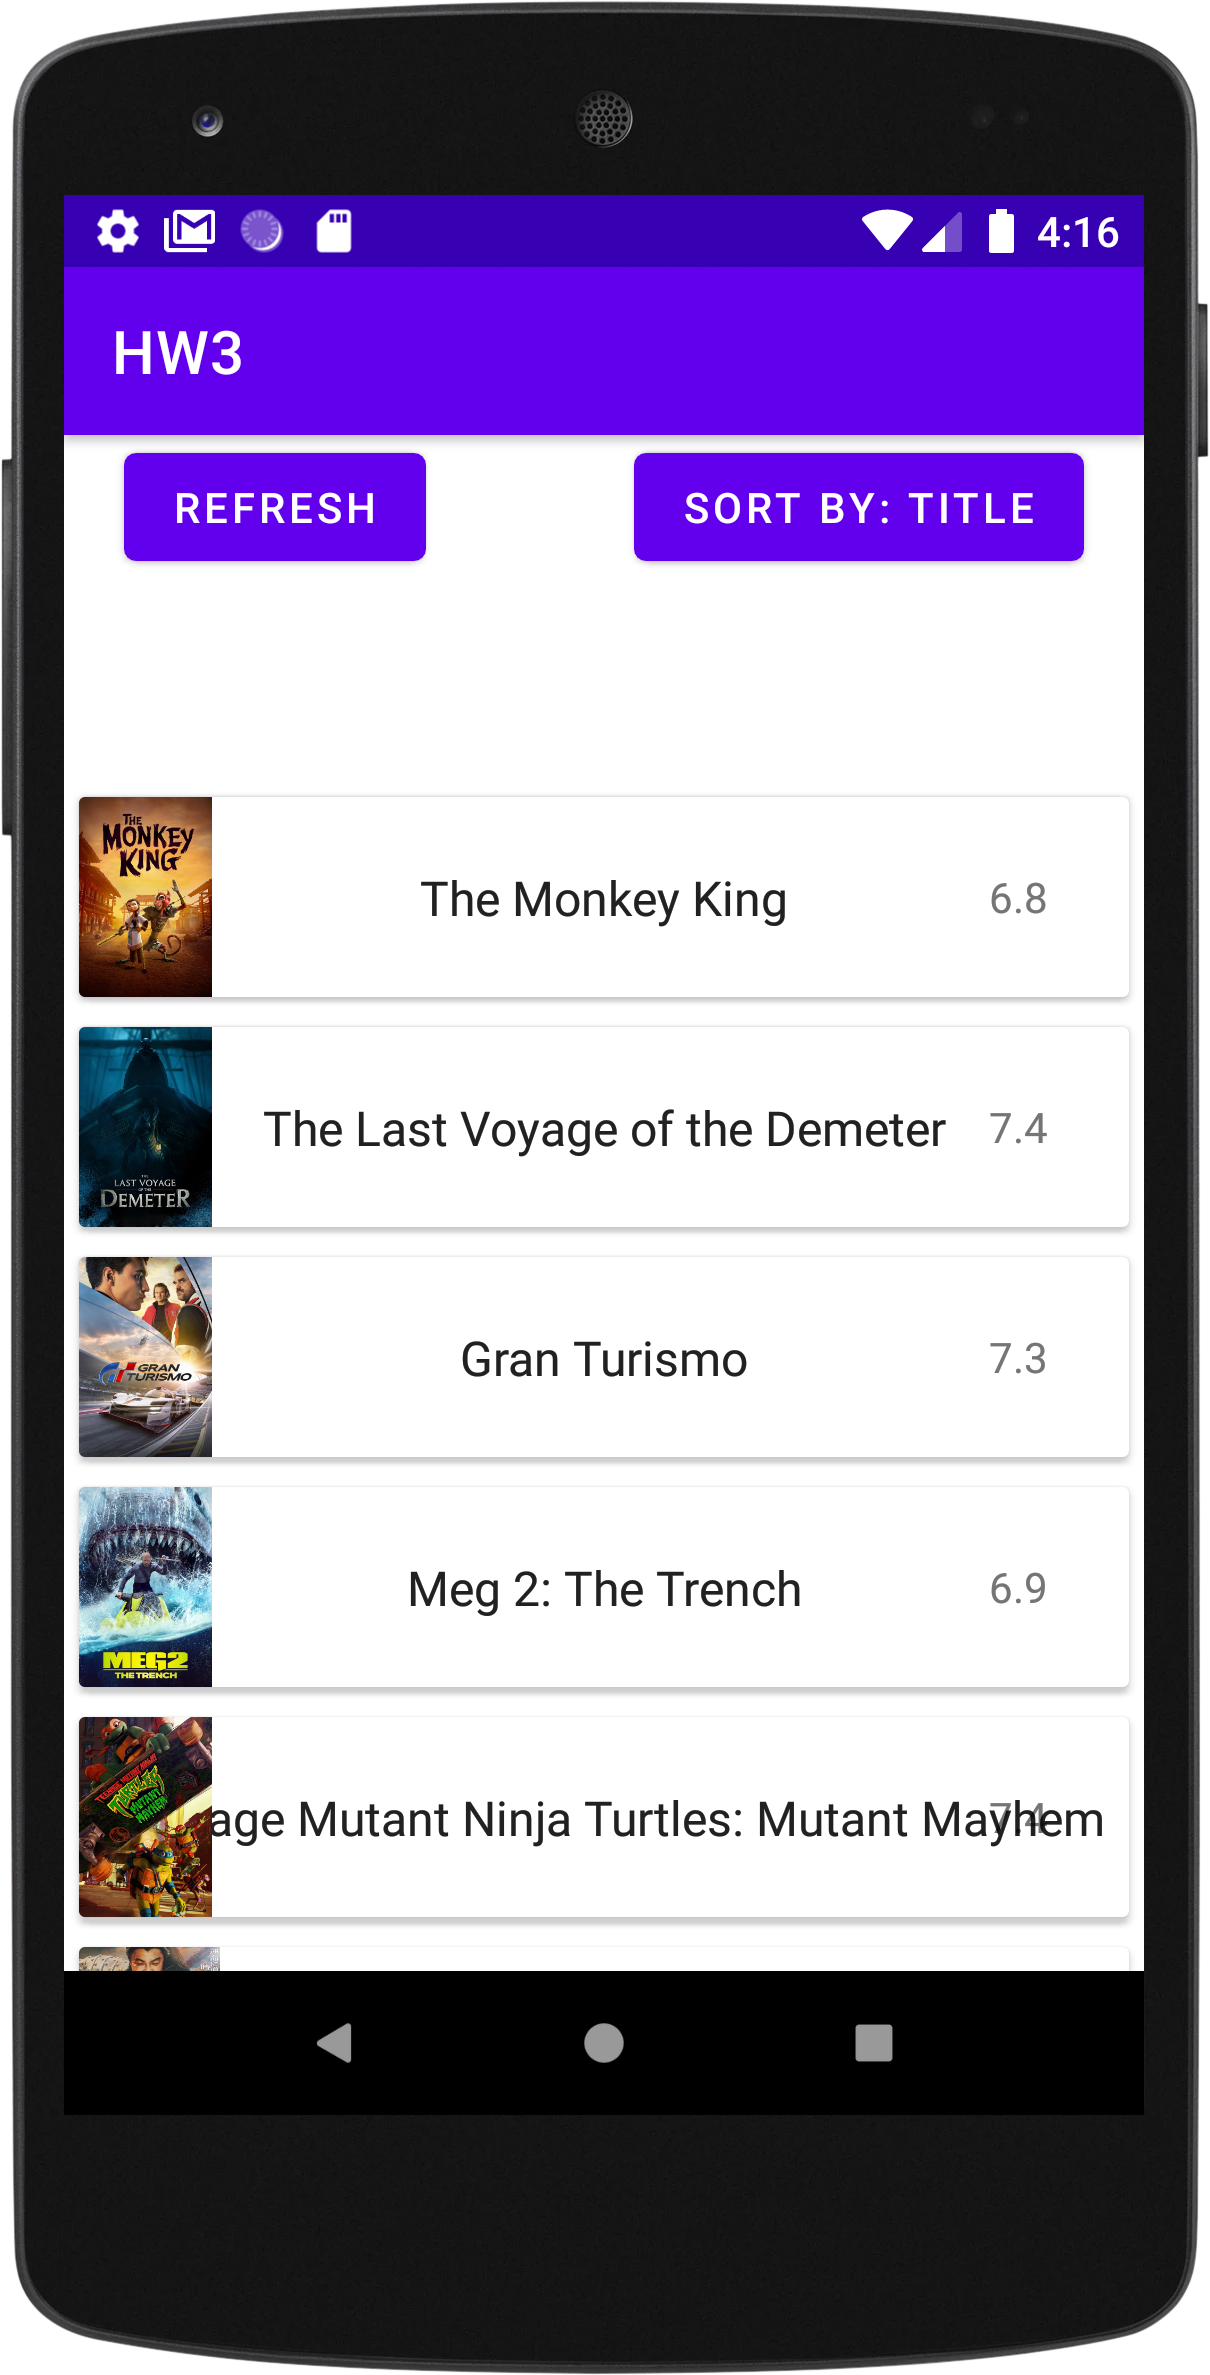 4:16
HW3
REFRESH
SORT BY: TITLE
THE
MONKEY
KING
The Monkey King 6.8
THE
LAST VOYAGE
OF THE
DEMETER
The Last Voyage of the Demeter 7.4
GRAN
TURISMO
Gran Turismo 7.3
MEG2
THE TRENCH
Meg 2: The Trench 6.9
TEENAGE MUTANT NINJA
TURTLES
MUTANT
MAYHEM
age Mutant Ninja Turtles: Mutant Mayhem 7.4